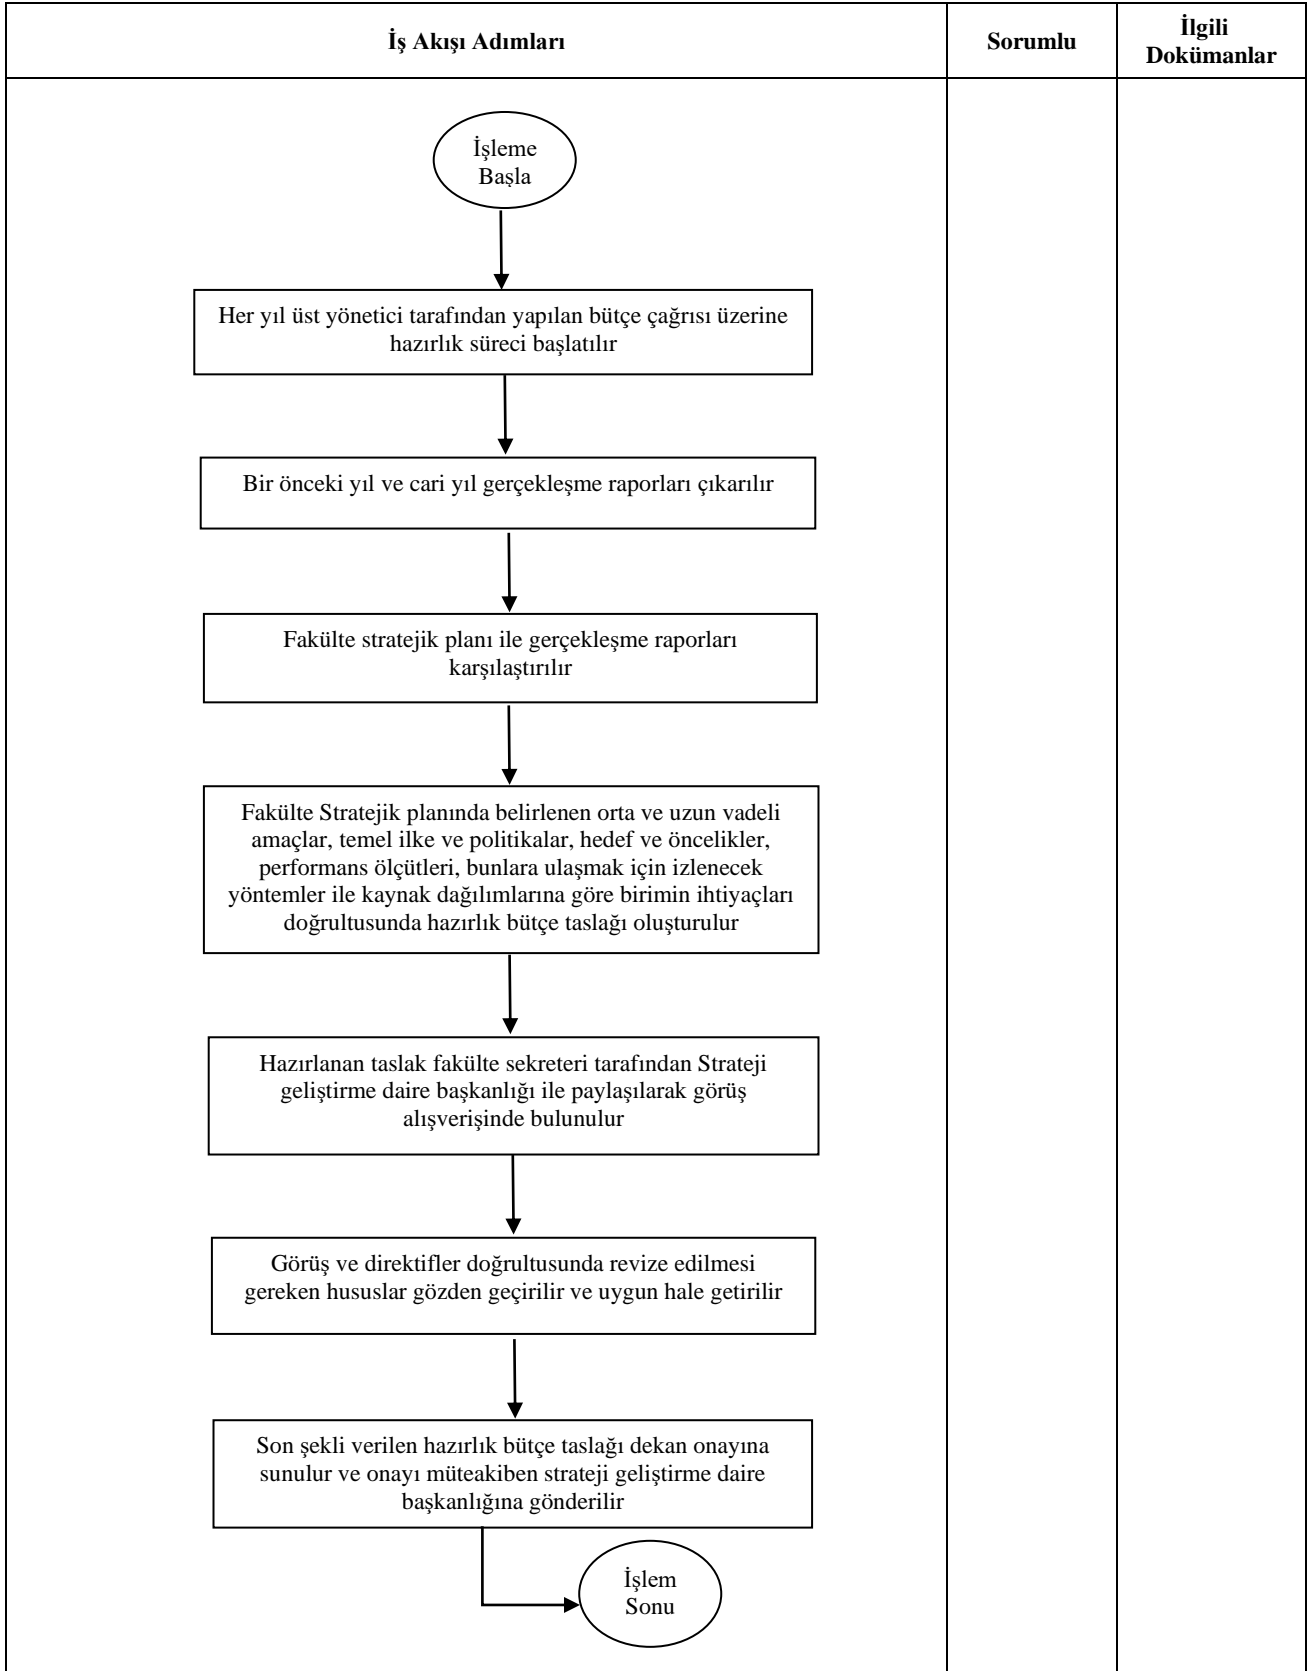 İş Akışı Adımları
Sorumlu
İlgili
Dokümanlar
İşleme
Başla
Her yıl üst yönetici tarafından yapılan bütçe çağrısı üzerine
hazırlık süreci başlatılır
Bir önceki yıl ve cari yıl gerçekleşme raporları çıkarılır
Fakülte stratejik planı ile gerçekleşme raporları
karşılaştırılır
Fakülte Stratejik planında belirlenen orta ve uzun vadeli
amaçlar, temel ilke ve politikalar, hedef ve öncelikler,
performans ölçütleri, bunlara ulaşmak için izlenecek
yöntemler ile kaynak dağılımlarına göre birimin ihtiyaçları
doğrultusunda hazırlık bütçe taslağı oluşturulur
Hazırlanan taslak fakülte sekreteri tarafından Strateji
geliştirme daire başkanlığı ile paylaşılarak görüş
alışverişinde bulunulur
Görüş ve direktifler doğrultusunda revize edilmesi
gereken hususlar gözden geçirilir ve uygun hale getirilir
Son şekli verilen hazırlık bütçe taslağı dekan onayına
sunulur ve onayı müteakiben strateji geliştirme daire
başkanlığına gönderilir
İşlem
Sonu